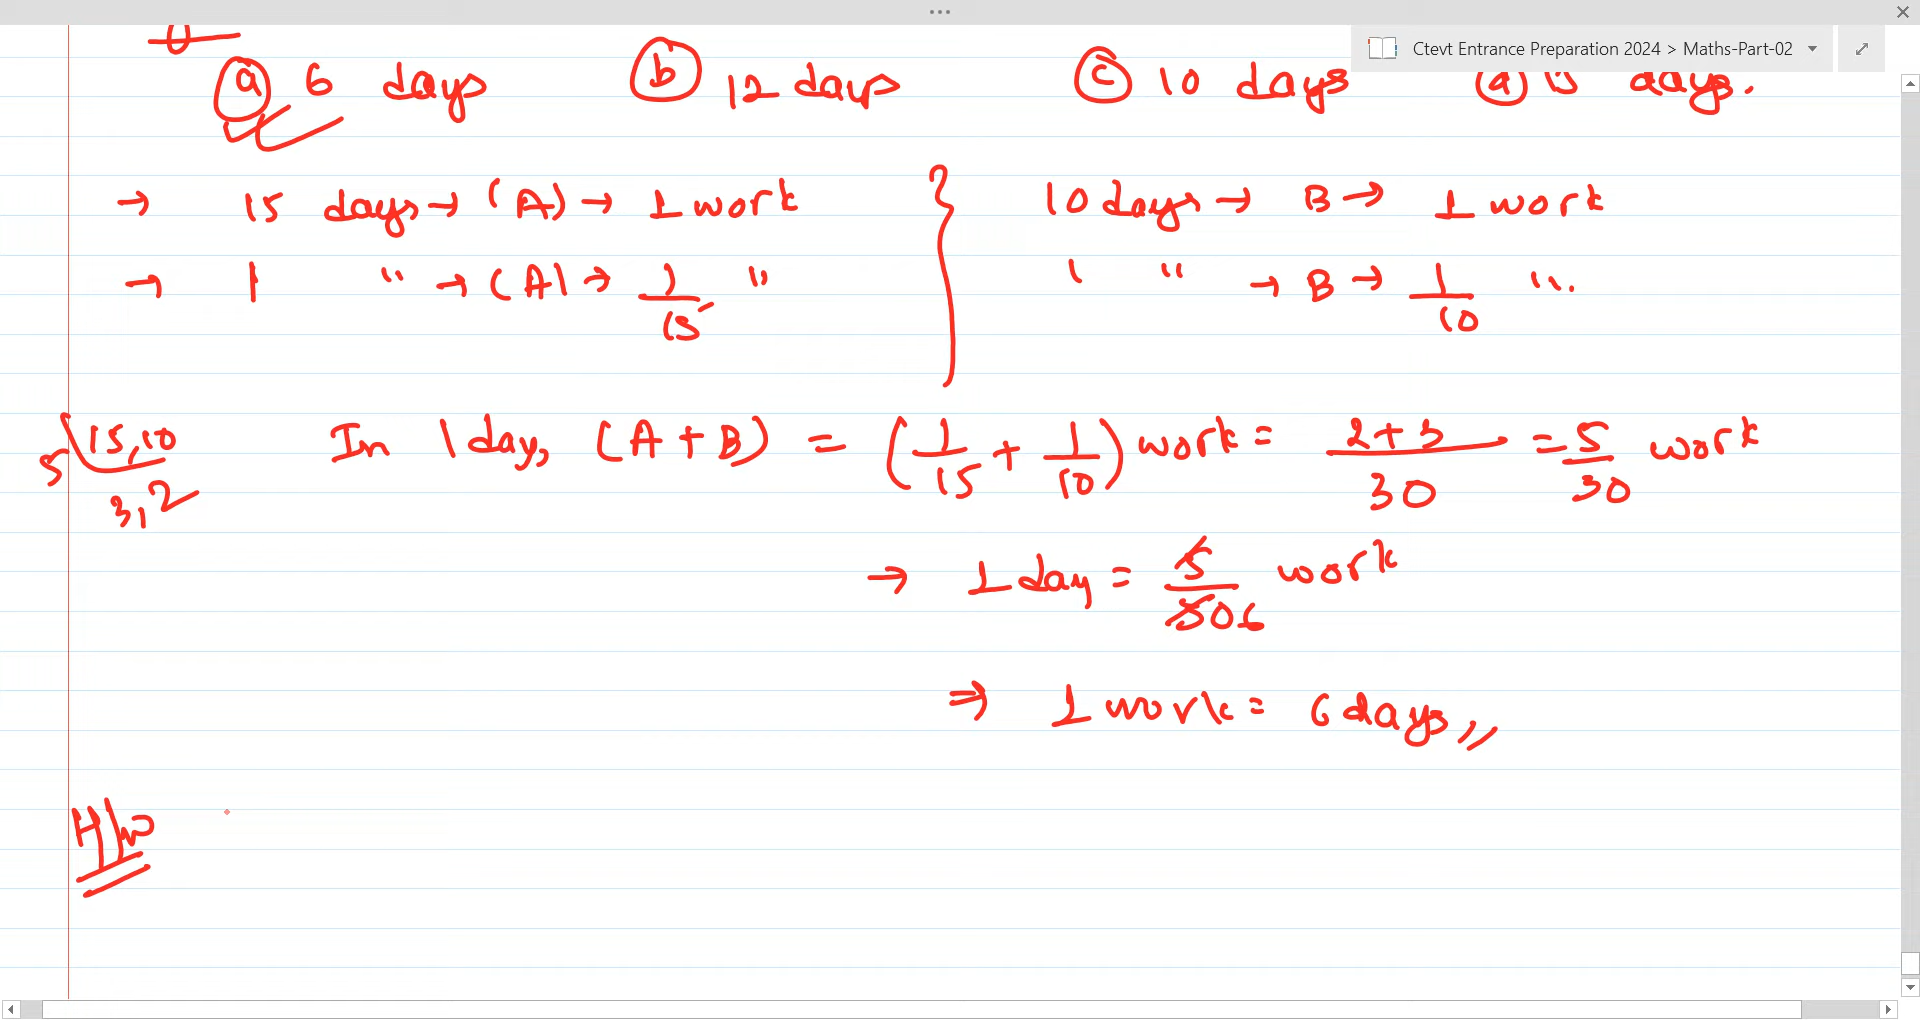 Ctevt Entrance Preparation 2024 > Maths-Part-02
(a) 6 days (b) 12 days (c) 10 days days.
→ 15 days → (A) → 1 work } 10 days → B → 1 work
→ 1 " → (A) → 1/15 " 1 " → B → 1/10 ".
5 | 15, 10 In 1 day, (A + B) = (1/15 + 1/10) work = 2+3/30 = 5/30 work
3, 2
→ 1 day = 5/30 6 work
⇒ 1 work = 6 days,,
H/W